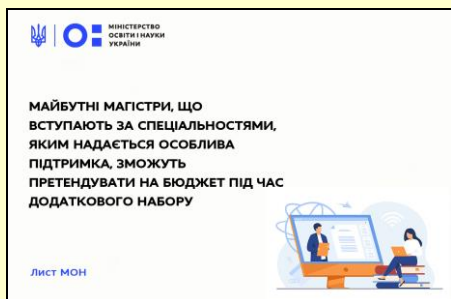 МІНІСТЕРСТВО
ОСВІТИ І НАУКИ
УКРАЇНИ
МАЙБУТНІ МАГІСТРИ, ЩО
ВСТУПАЮТЬ ЗА СПЕЦІАЛЬНОСТЯМИ,
ЯКИМ НАДАЄТЬСЯ ОСОБЛИВА
ПІДТРИМКА, ЗМОЖУТЬ
ПРЕТЕНДУВАТИ НА БЮДЖЕТ ПІД ЧАС
ДОДАТКОВОГО НАБОРУ
Лист МОН